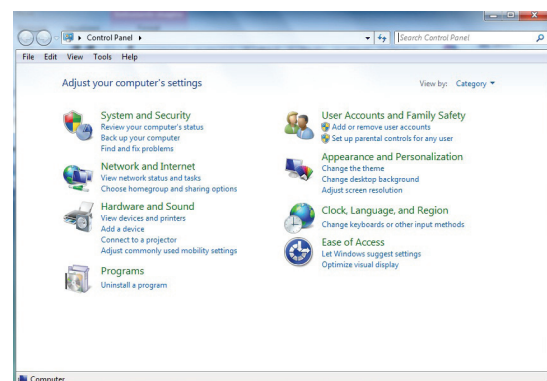 Control Panel
Search Control Panel
File Edit View Tools Help
Adjust your computer's settings
View by: Category
System and Security
Review your computer's status
Back up your computer
Find and fix problems
Network and Internet
View network status and tasks
Choose homegroup and sharing options
Hardware and Sound
View devices and printers
Add a device
Connect to a projector
Adjust commonly used mobility settings
Programs
Uninstall a program
User Accounts and Family Safety
Add or remove user accounts
Set up parental controls for any user
Appearance and Personalization
Change the theme
Change desktop background
Adjust screen resolution
Clock, Language, and Region
Change keyboards or other input methods
Ease of Access
Let Windows suggest settings
Optimize visual display
Computer